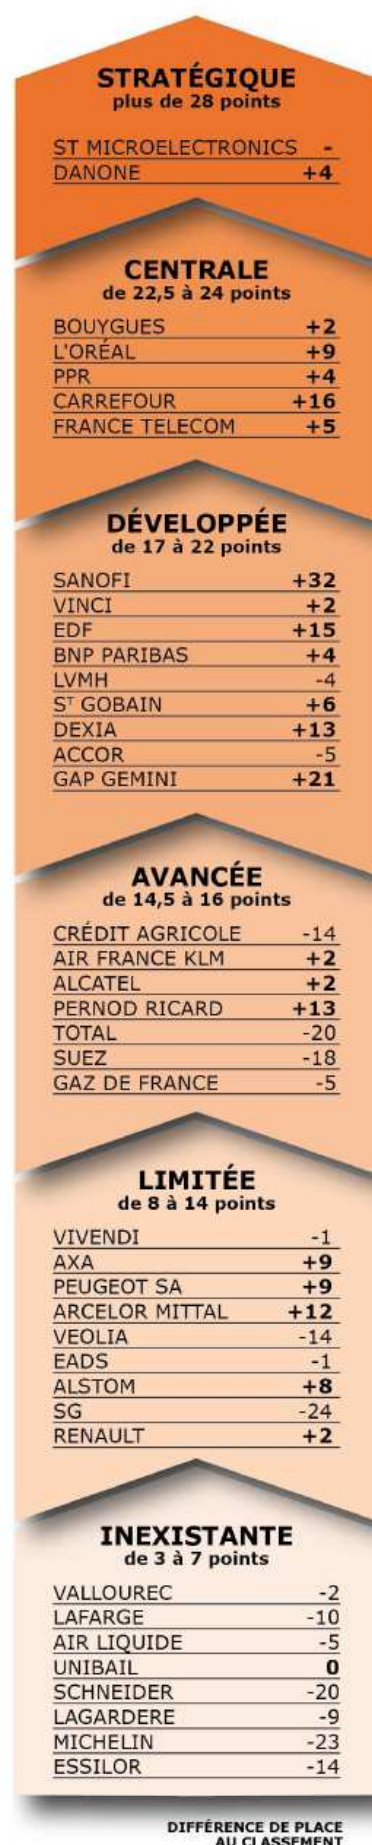 STRATÉGIQUE
plus de 28 points
ST MICROELECTRONICS -
DANONE +4
CENTRALE
de 22,5 à 24 points
BOUYGUES +2
L'ORÉAL +9
PPR +4
CARREFOUR +16
FRANCE TELECOM +5
DÉVELOPPÉE
de 17 à 22 points
SANOFI +32
VINCI +2
EDF +15
BNP PARIBAS +4
LVMH -4
ST GOBAIN +6
DEXIA +13
ACCOR -5
GAP GEMINI +21
AVANCÉE
de 14,5 à 16 points
CRÉDIT AGRICOLE -14
AIR FRANCE KLM +2
ALCATEL +2
PERNOD RICARD +13
TOTAL -20
SUEZ -18
GAZ DE FRANCE -5
LIMITÉE
de 8 à 14 points
VIVENDI -1
AXA +9
PEUGEOT SA +9
ARCELOR MITTAL +12
VEOLIA -14
EADS -1
ALSTOM +8
SG -24
RENAULT +2
INEXISTANTE
de 3 à 7 points
VALLOUREC -2
LAFARGE -10
AIR LIQUIDE -5
UNIBAIL 0
SCHNEIDER -20
LAGARDERE -9
MICHELIN -23
ESSILOR -14
DIFFÉRENCE DE PLACE
AU CLASSEMENT